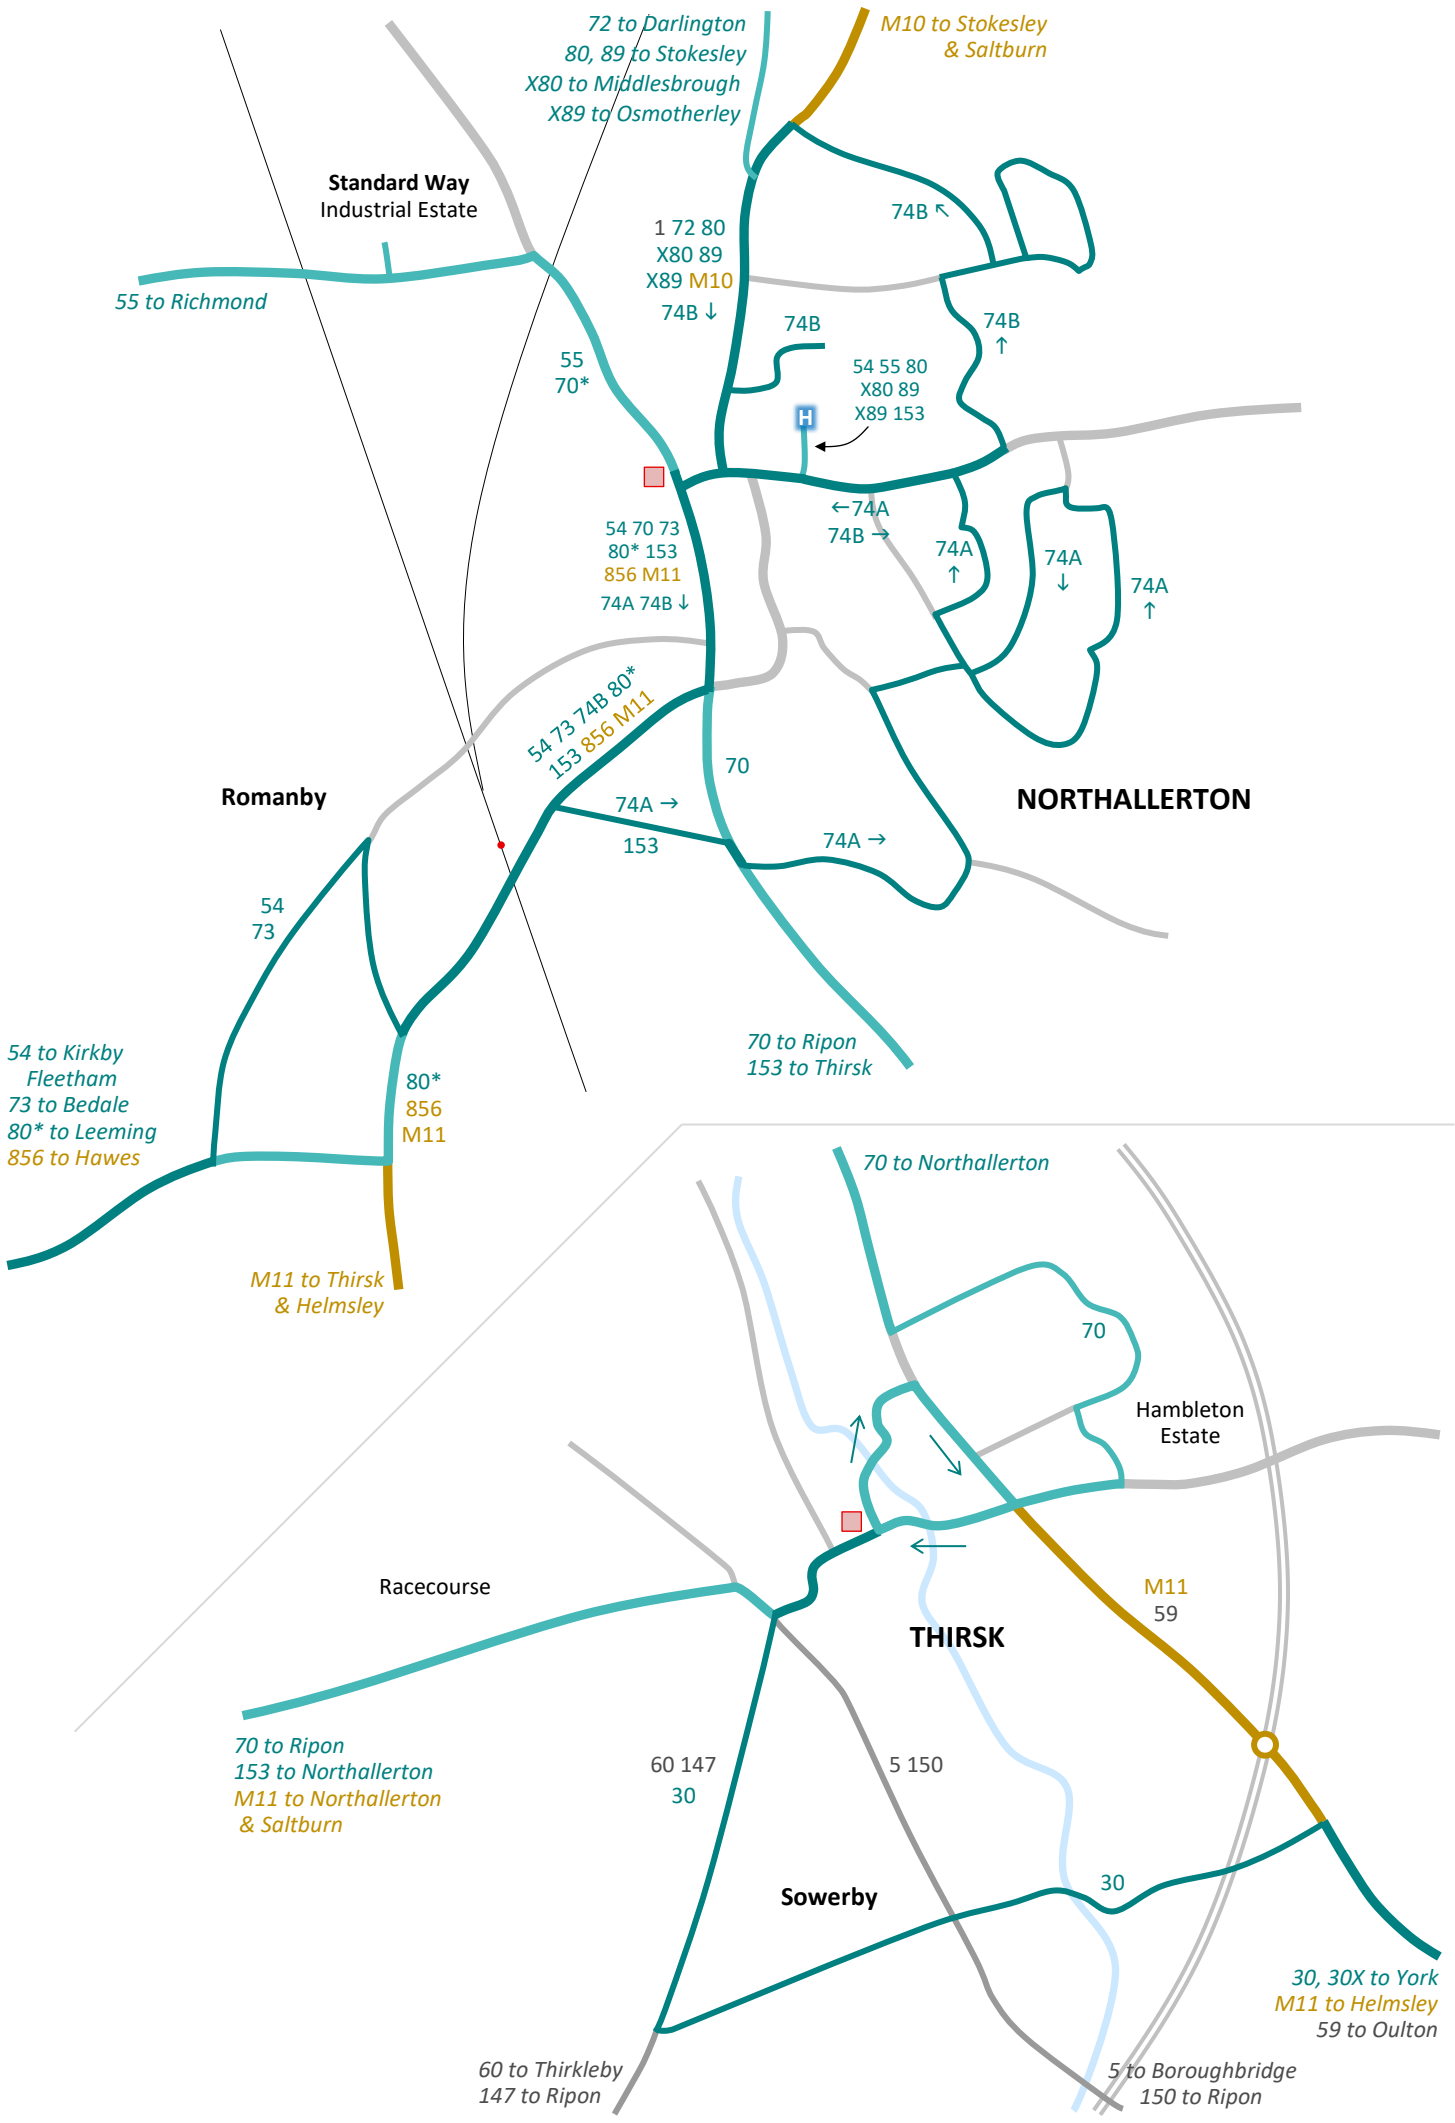 72 to Darlington
80, 89 to Stokesley
X80 to Middlesbrough
X89 to Osmotherley
M10 to Stokesley
& Saltburn
Standard Way
Industrial Estate
55 to Richmond
1 72 80
X80 89
X89 M10
74B ↓
74B ↖
74B
74B
↑
55
70*
54 55 80
X80 89
X89 153
H
←74A
74B →
54 70 73
80* 153
856 M11
74A 74B ↓
74A
↑
74A
↓
74A
↑
54 73 74B 80*
153 856 M11
70
Romanby
NORTHALLERTON
74A →
153
74A →
54
73
70 to Ripon
153 to Thirsk
54 to Kirkby
Fleetham
73 to Bedale
80* to Leeming
856 to Hawes
80*
856
M11
M11 to Thirsk
& Helmsley
70 to Northallerton
70
Hambleton
Estate
Racecourse
M11
59
THIRSK
70 to Ripon
153 to Northallerton
M11 to Northallerton
& Saltburn
60 147
30
5 150
Sowerby
30
30, 30X to York
M11 to Helmsley
59 to Oulton
60 to Thirkleby
147 to Ripon
5 to Boroughbridge
150 to Ripon